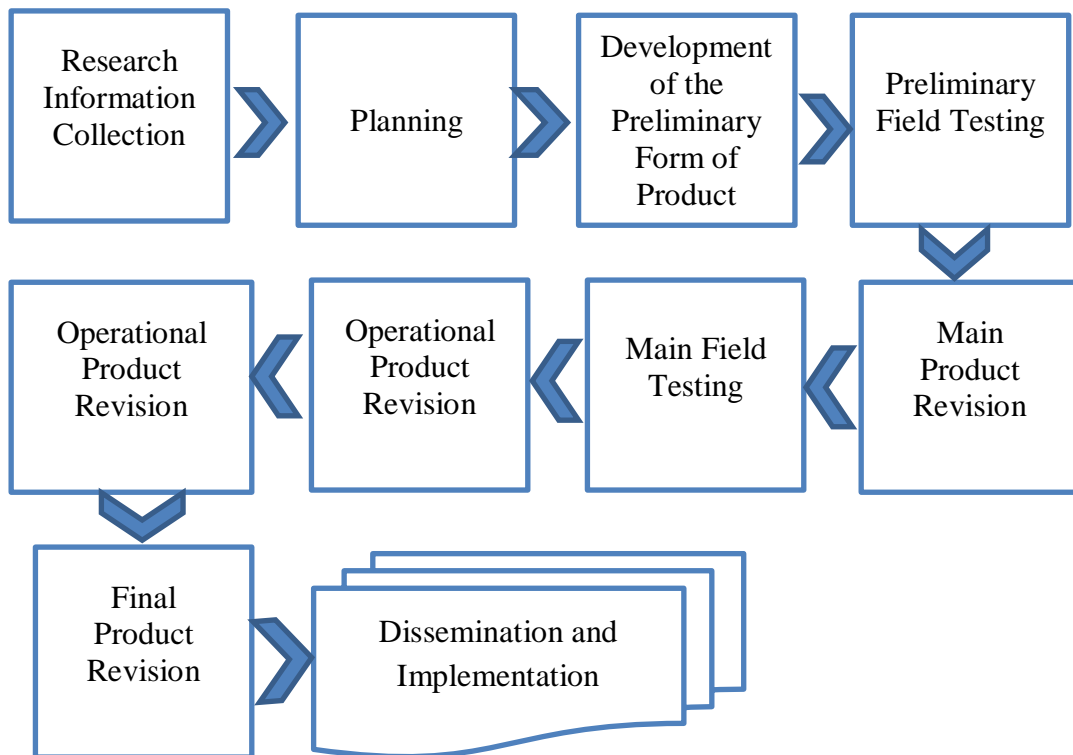 Research
Information
Collection
Planning
Development
of the
Preliminary
Form of
Product
Preliminary
Field Testing
Main
Product
Revision
Main Field
Testing
Operational
Product
Revision
Operational
Product
Revision
Final
Product
Revision
Dissemination and
Implementation